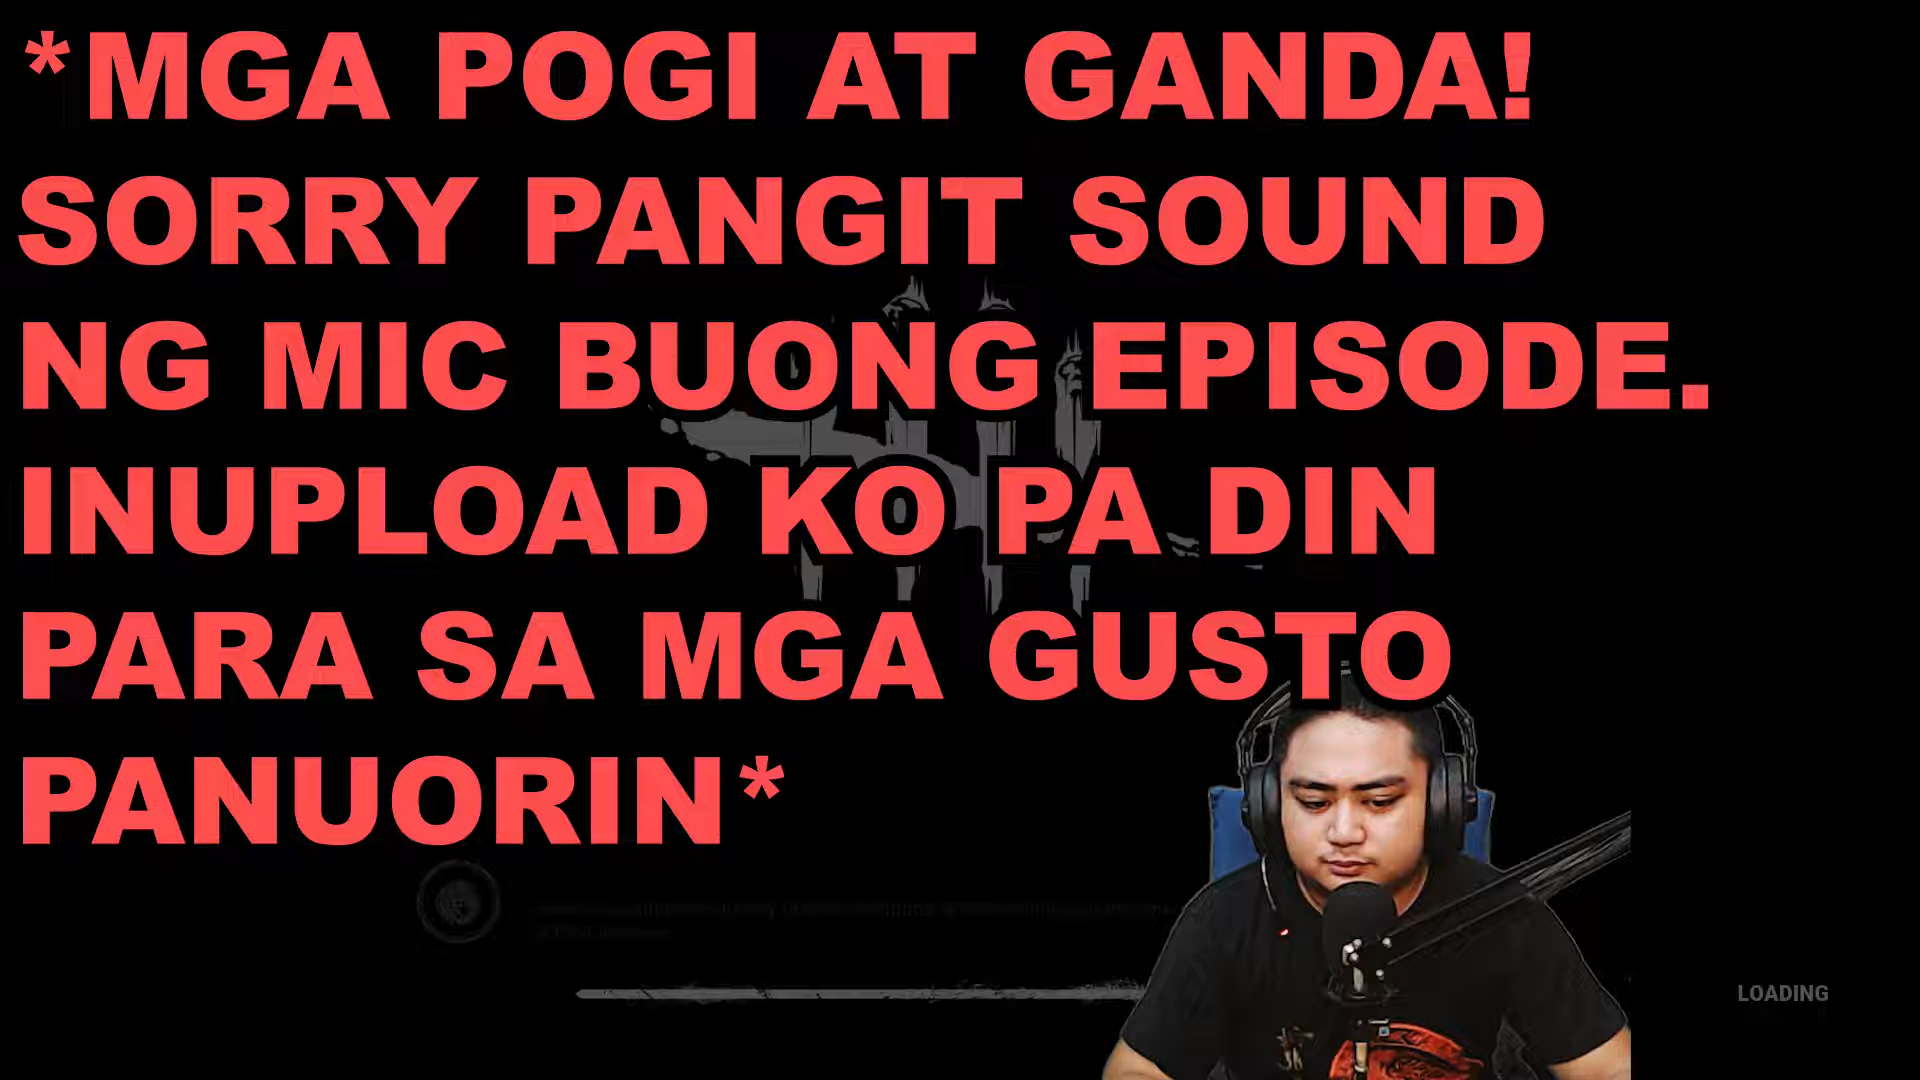 *MGA POGI AT GANDA!
SORRY PANGIT SOUND
NG MIC BUONG EPISODE.
INUPLOAD KO PA DIN
PARA SA MGA GUSTO
PANUORIN*
LOADING